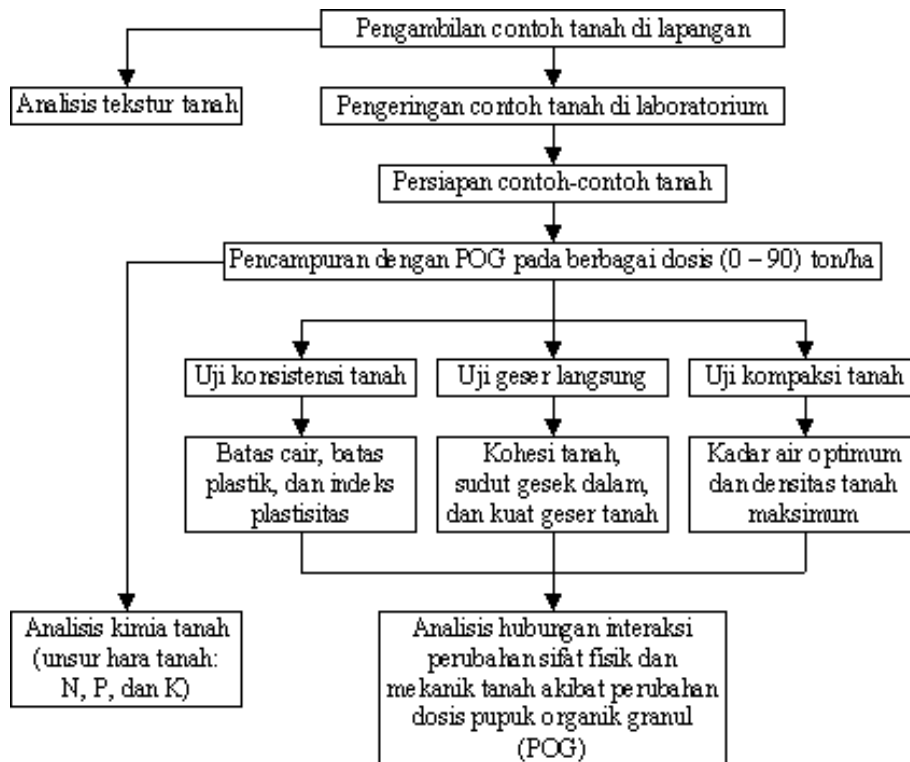 Pengambilan contoh tanah di lapangan
Analisis tekstur tanah
Pengeringan contoh tanah di laboratorium
Persiapan contoh-contoh tanah
Pencampuran dengan POG pada berbagai dosis (0 – 90) ton/ha
Uji konsistensi tanah
Uji geser langsung
Uji kompaksi tanah
Batas cair, batas
plastik, dan indeks
plastisitas
Kohesi tanah,
sudut gesek dalam,
dan kuat geser tanah
Kadar air optimum
dan densitas tanah
maksimum
Analisis kimia tanah
(unsur hara tanah:
N, P, dan K)
Analisis hubungan interaksi
perubahan sifat fisik dan
mekanik tanah akibat perubahan
dosis pupuk organik granul
(POG)